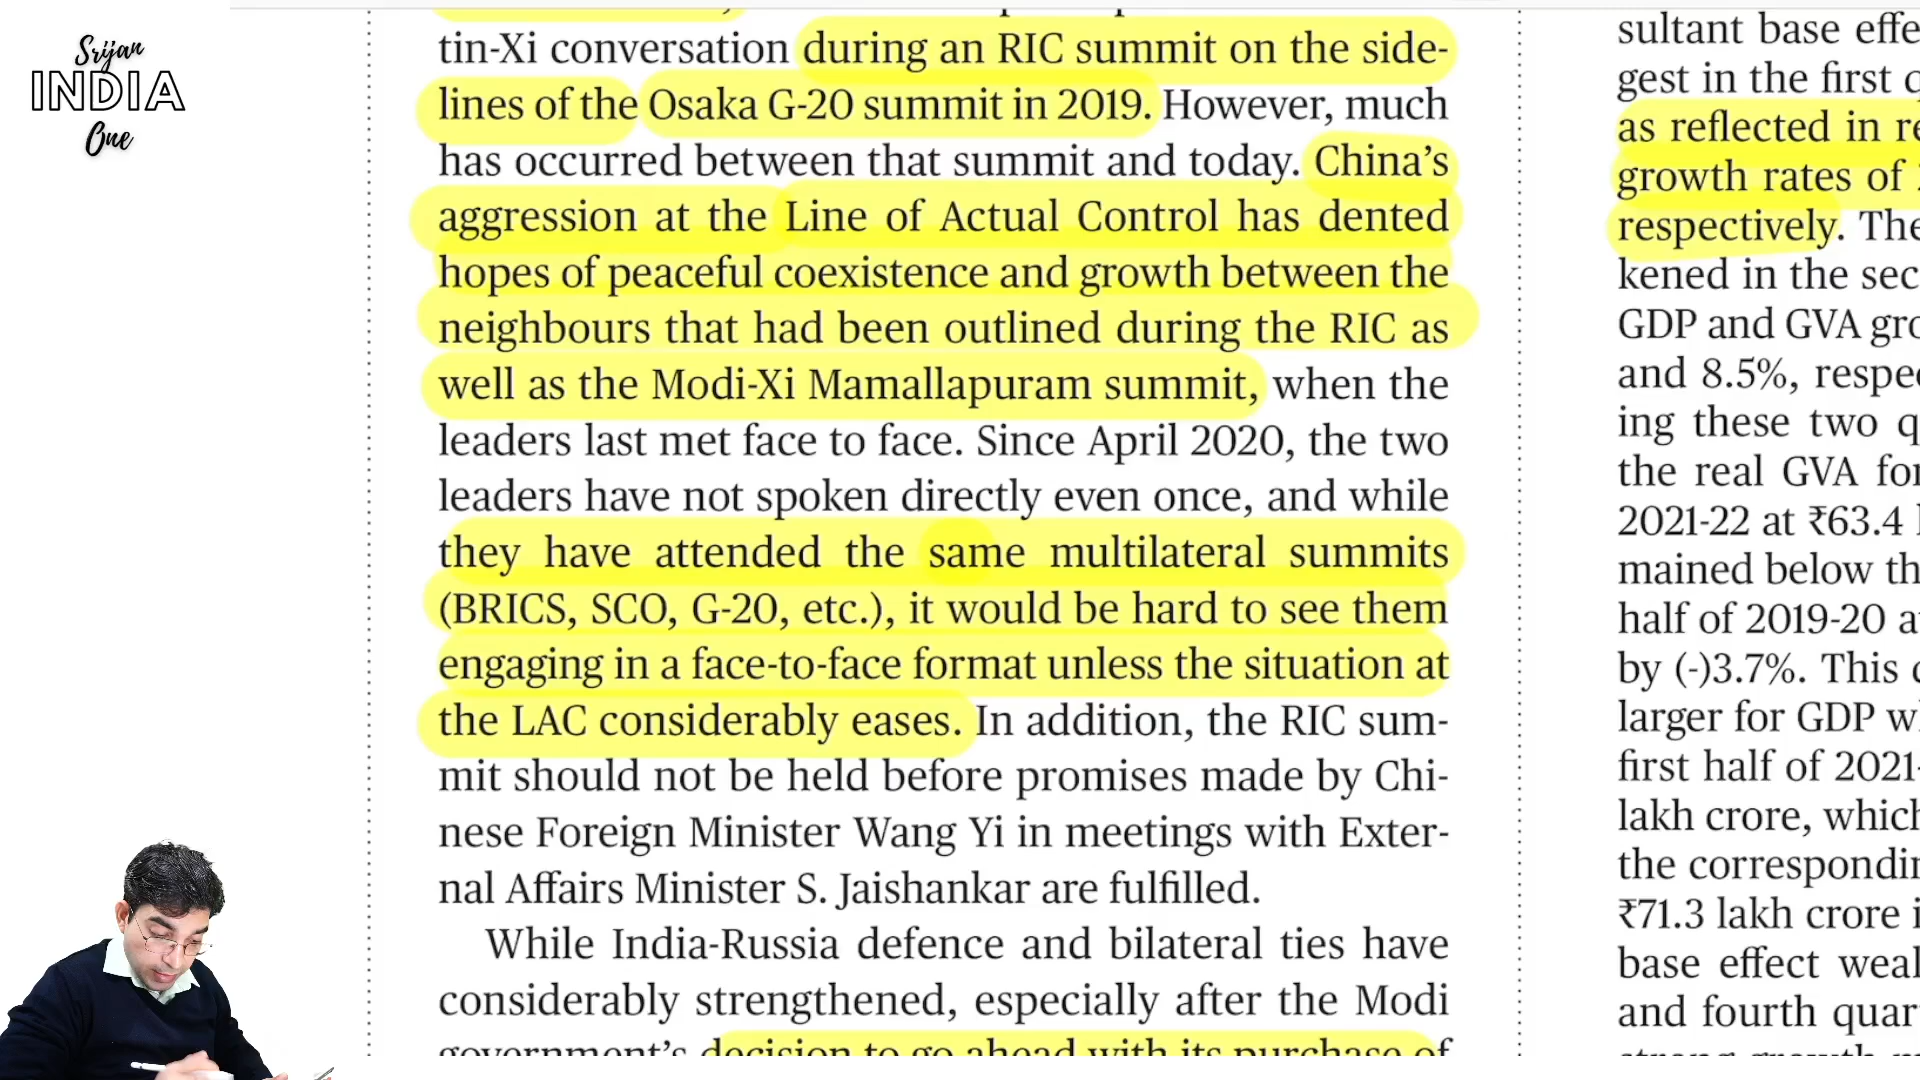 Srijan
INDIA
One
tin-Xi conversation during an RIC summit on the side-
lines of the Osaka G-20 summit in 2019. However, much
has occurred between that summit and today. China’s
aggression at the Line of Actual Control has dented
hopes of peaceful coexistence and growth between the
neighbours that had been outlined during the RIC as
well as the Modi-Xi Mamallapuram summit, when the
leaders last met face to face. Since April 2020, the two
leaders have not spoken directly even once, and while
they have attended the same multilateral summits
(BRICS, SCO, G-20, etc.), it would be hard to see them
engaging in a face-to-face format unless the situation at
the LAC considerably eases. In addition, the RIC sum-
mit should not be held before promises made by Chi-
nese Foreign Minister Wang Yi in meetings with Exter-
nal Affairs Minister S. Jaishankar are fulfilled.
While India-Russia defence and bilateral ties have
considerably strengthened, especially after the Modi
government’s decision to go ahead with its purchase of
sultant base effe
gest in the first q
as reflected in re
growth rates of
respectively. The
kened in the sec
GDP and GVA gro
and 8.5%, respec
ing these two q
the real GVA for
2021-22 at ₹63.4
mained below th
half of 2019-20 a
by (-)3.7%. This
larger for GDP w
first half of 2021-
lakh crore, which
the correspondin
₹71.3 lakh crore i
base effect weak
and fourth quar